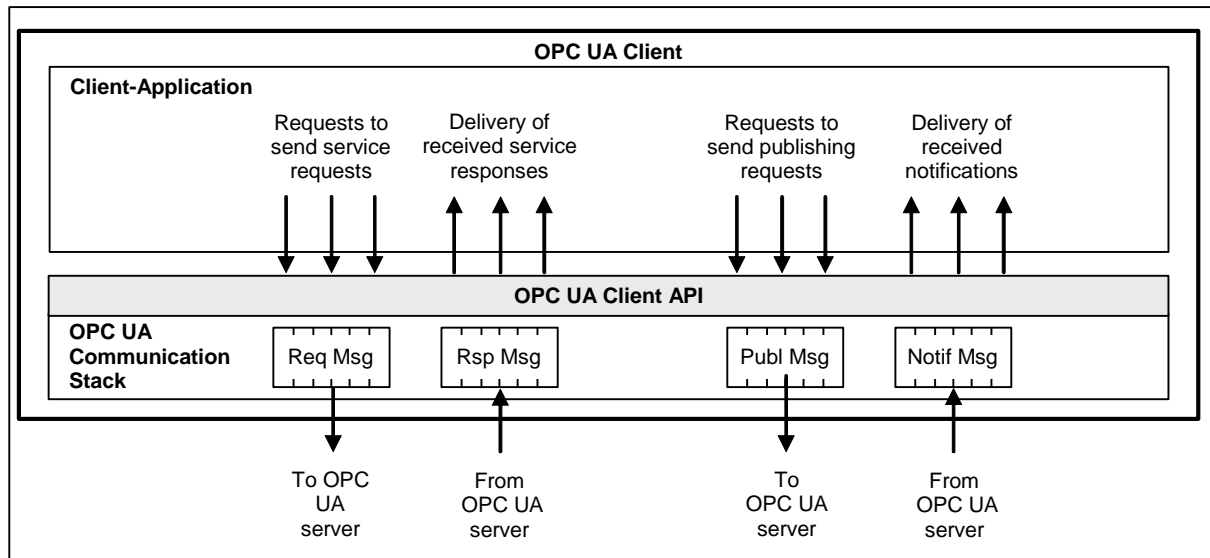 OPC UA Client
Client-Application
Requests to
send service
requests
Delivery of
received service
responses
Requests to
send publishing
requests
Delivery of
received
notifications
OPC UA Client API
OPC UA
Communication
Stack
Req Msg
Rsp Msg
Publ Msg
Notif Msg
To OPC
UA
server
From
OPC UA
server
To
OPC UA
server
From
OPC UA
server